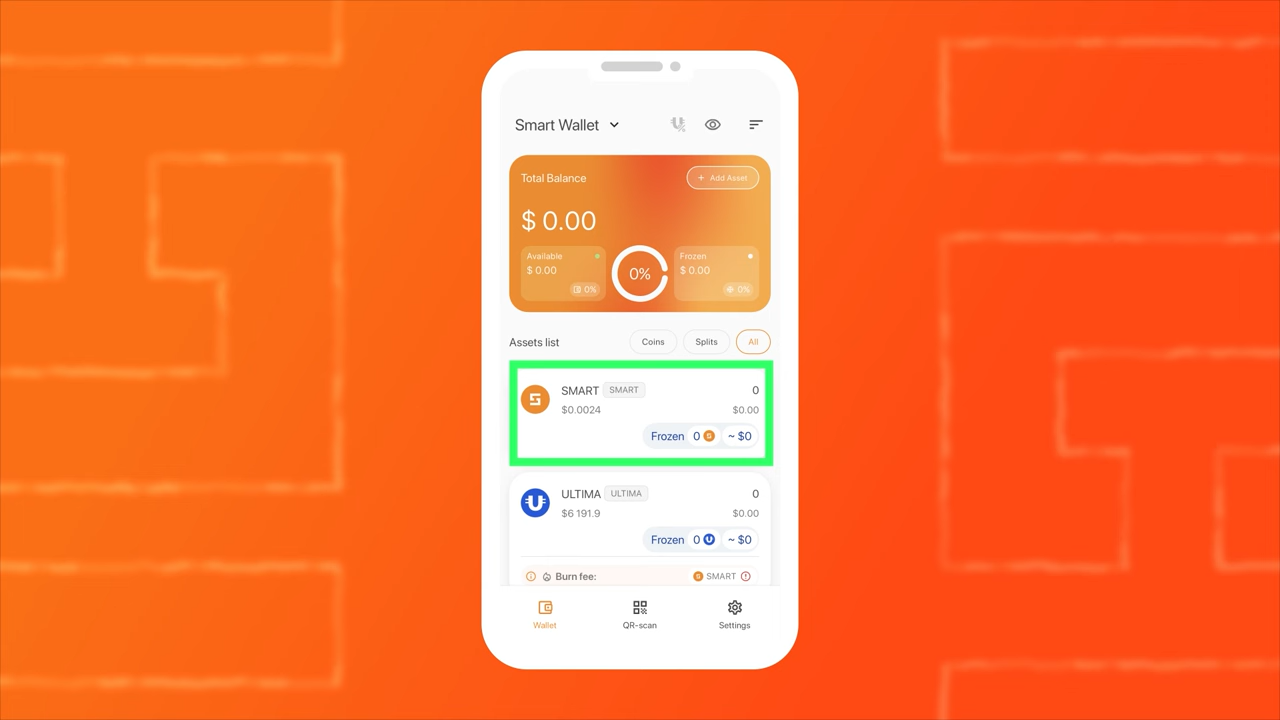 Smart Wallet
Total Balance
+ Add Asset
$ 0.00
Available
$ 0.00
0%
0%
Frozen
$ 0.00
0%
Assets list
Coins
Splits
All
SMART SMART 0
$0.0024 $0.00
Frozen 0 ~ $0
ULTIMA ULTIMA 0
$6 191.9 $0.00
Frozen 0 ~ $0
Burn fee: SMART
Wallet
QR-scan
Settings